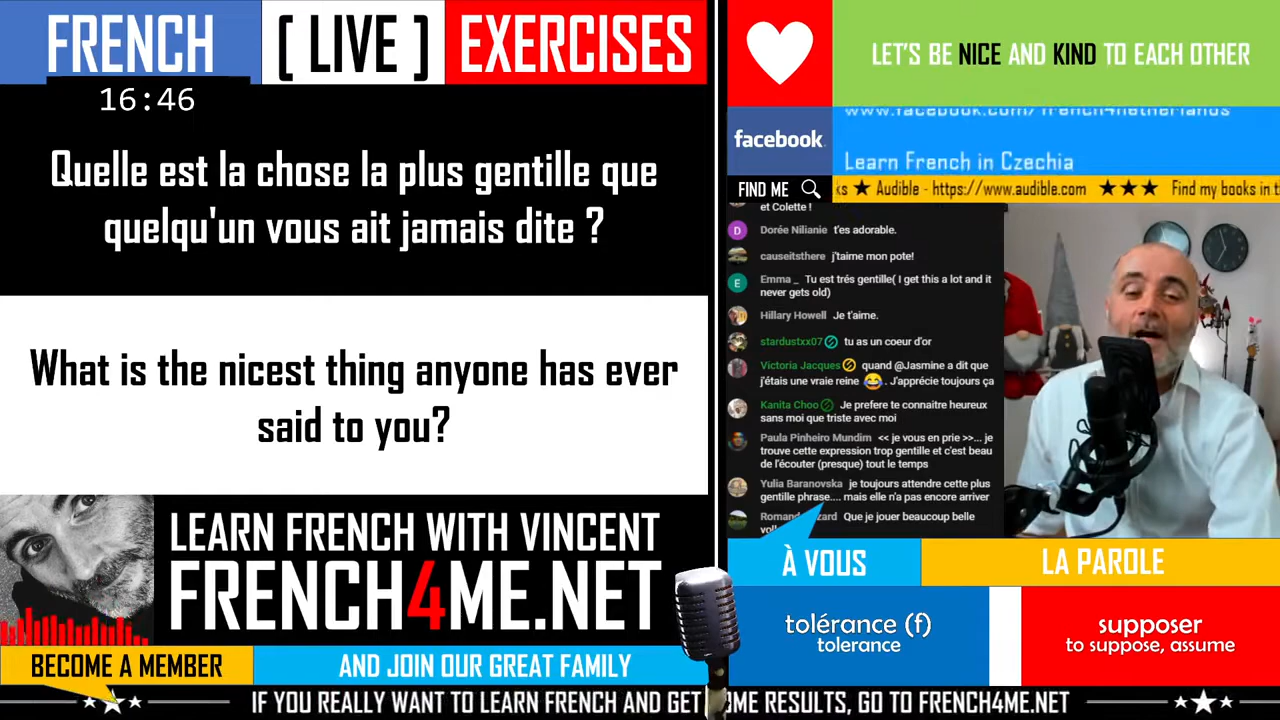 FRENCH
[ LIVE ]
EXERCISES
16:46
Quelle est la chose la plus gentille que
quelqu'un vous ait jamais dite ?
What is the nicest thing anyone has ever
said to you?
LEARN FRENCH WITH VINCENT
FRENCH4ME.NET
BECOME A MEMBER
AND JOIN OUR GREAT FAMILY
LET'S BE NICE AND KIND TO EACH OTHER
facebook.
www.facebook.com/french4netherlands
Learn French in Czechia
FIND ME
★ Audible - https://www.audible.com ★★★ Find my books in
et Colette !
D
Dorée Nilianie t'es adorable.
causeitsthere j'taime mon pote!
E
Emma _ Tu est trés gentille( I get this a lot and it
never gets old)
Hillary Howell Je t'aime.
stardustxx07 tu as un coeur d'or
Victoria Jacques quand @Jasmine a dit que
j'étais une vraie reine 😂. J'apprécie toujours ça
Kanita Choo Je prefere te connaitre heureux
sans moi que triste avec moi
Paula Pinheiro Mundim << je vous en prie >>... je
trouve cette expression trop gentille et c'est beau
de l'écouter (presque) tout le temps
Yulia Baranovska je toujours attendre cette plus
gentille phrase.... mais elle n'a pas encore arriver
Que je jouer beaucoup belle
À VOUS
LA PAROLE
tolérance (f)
tolerance
supposer
to suppose, assume
IF YOU REALLY WANT TO LEARN FRENCH AND GET SOME RESULTS, GO TO FRENCH4ME.NET